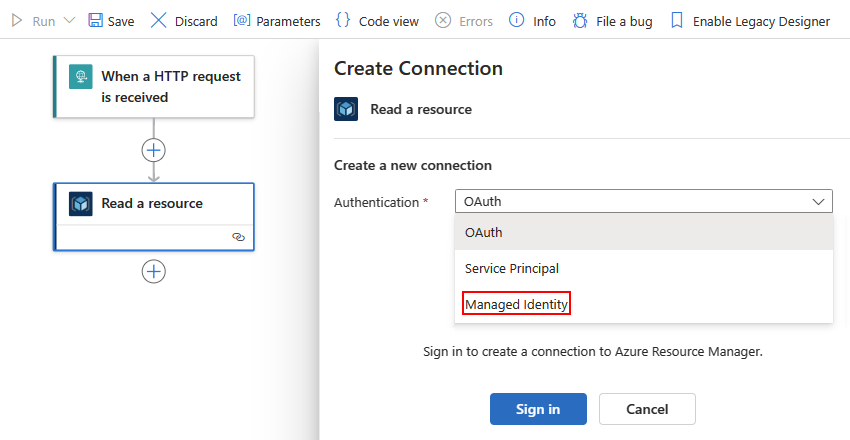 Run Save Discard [@] Parameters {} Code view Errors Info File a bug Enable Legacy Designer
When a HTTP request
is received
Read a resource
Create Connection
Read a resource
Create a new connection
Authentication * OAuth
OAuth
Service Principal
Managed Identity
Sign in to create a connection to Azure Resource Manager.
Sign in Cancel